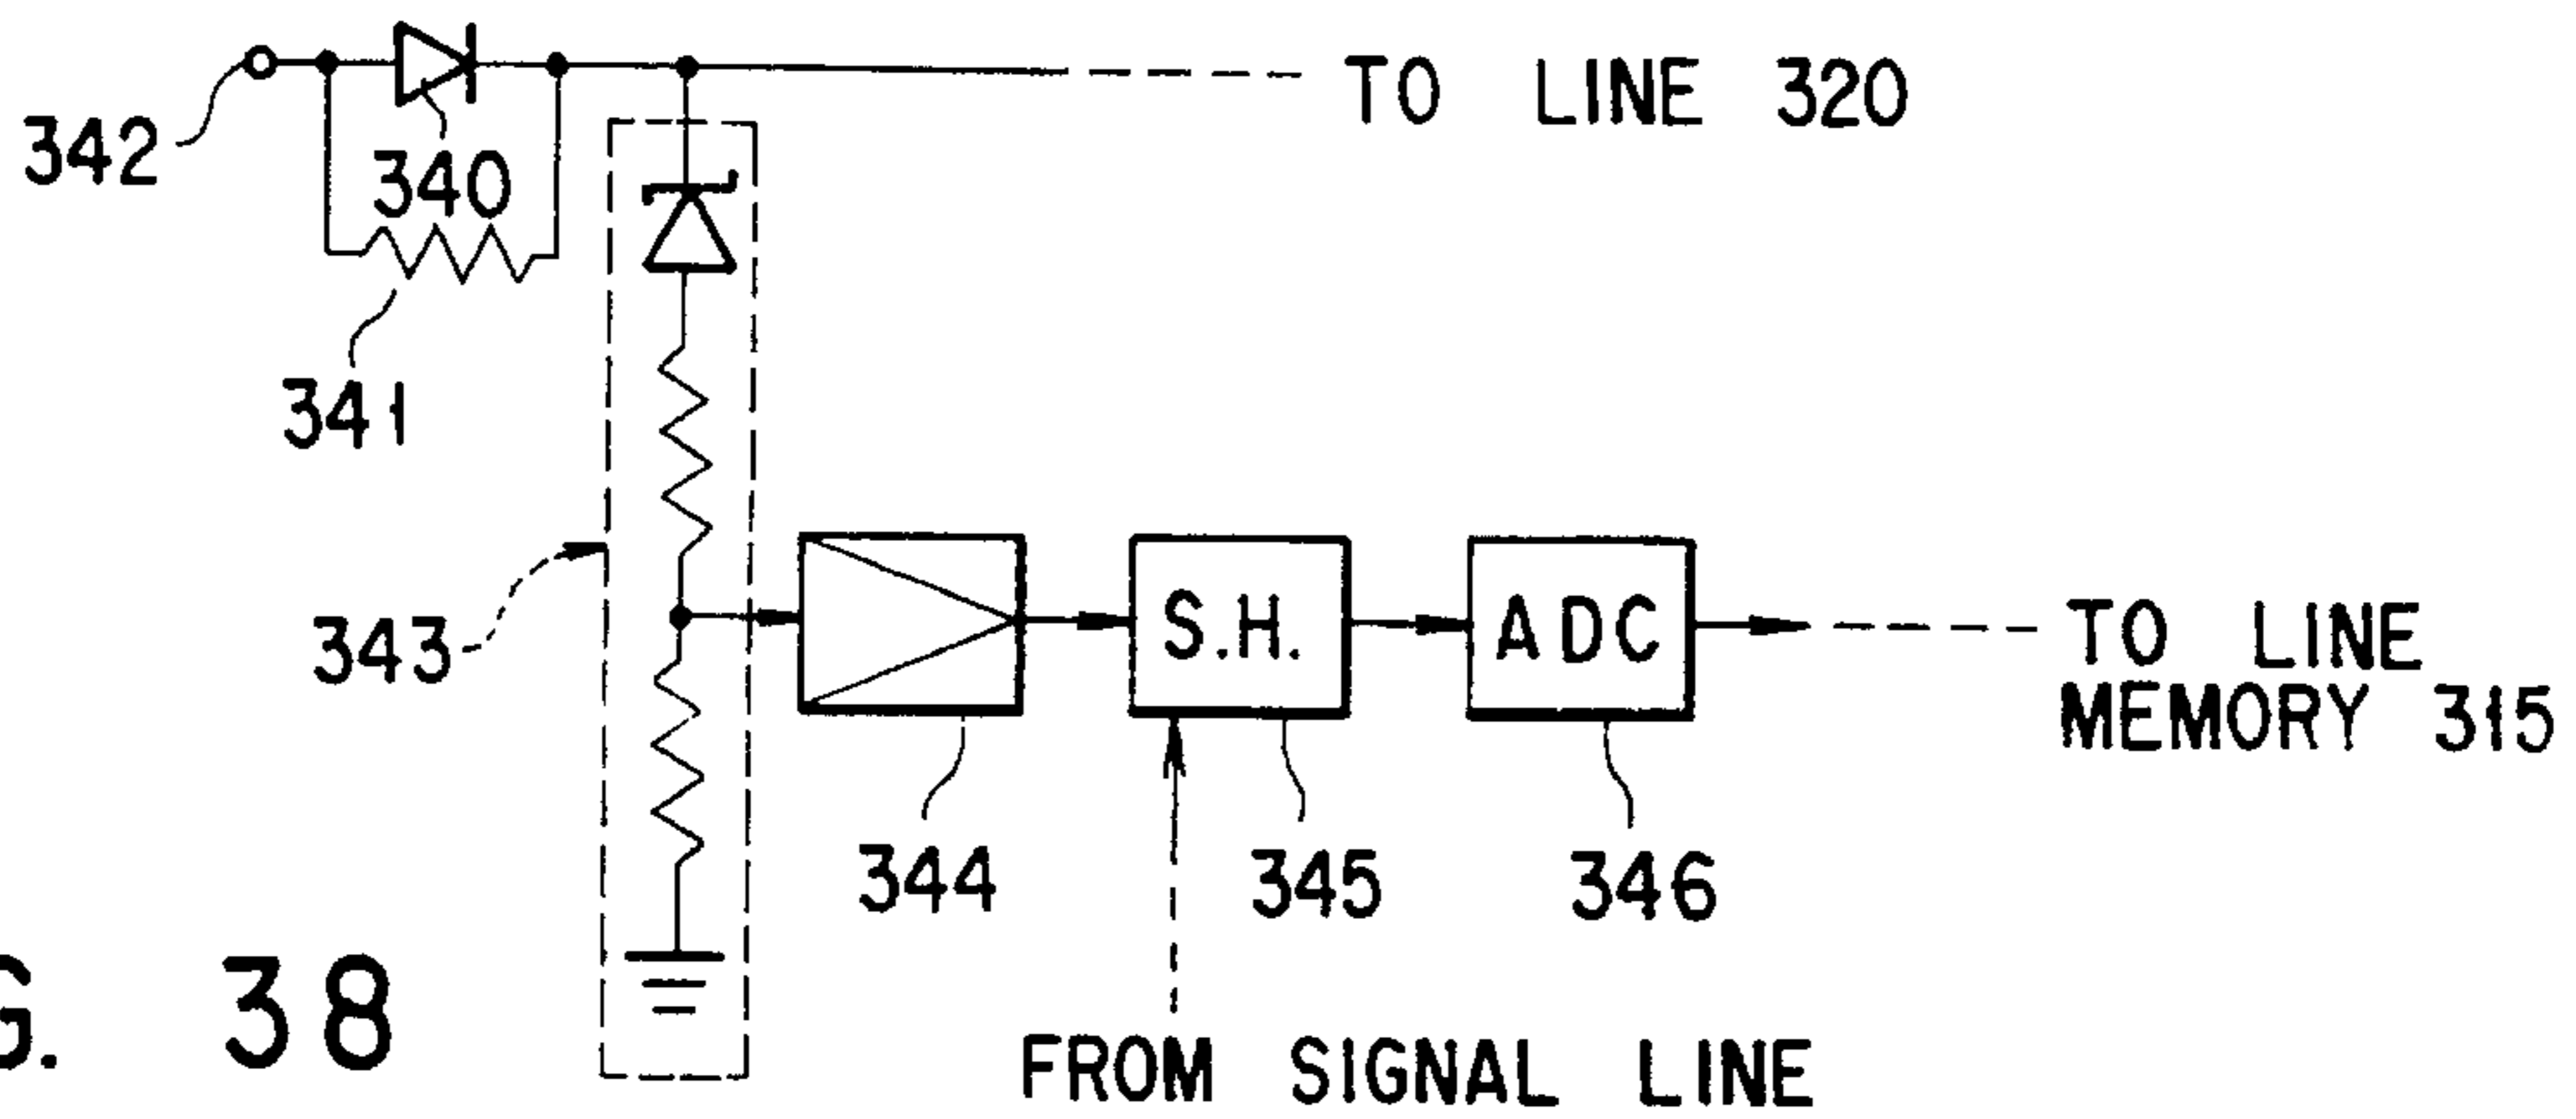 TO LINE 320
342
340
341
343
S.H.
ADC
TO LINE
MEMORY 315
344
345
346
G. 38
FROM SIGNAL LINE